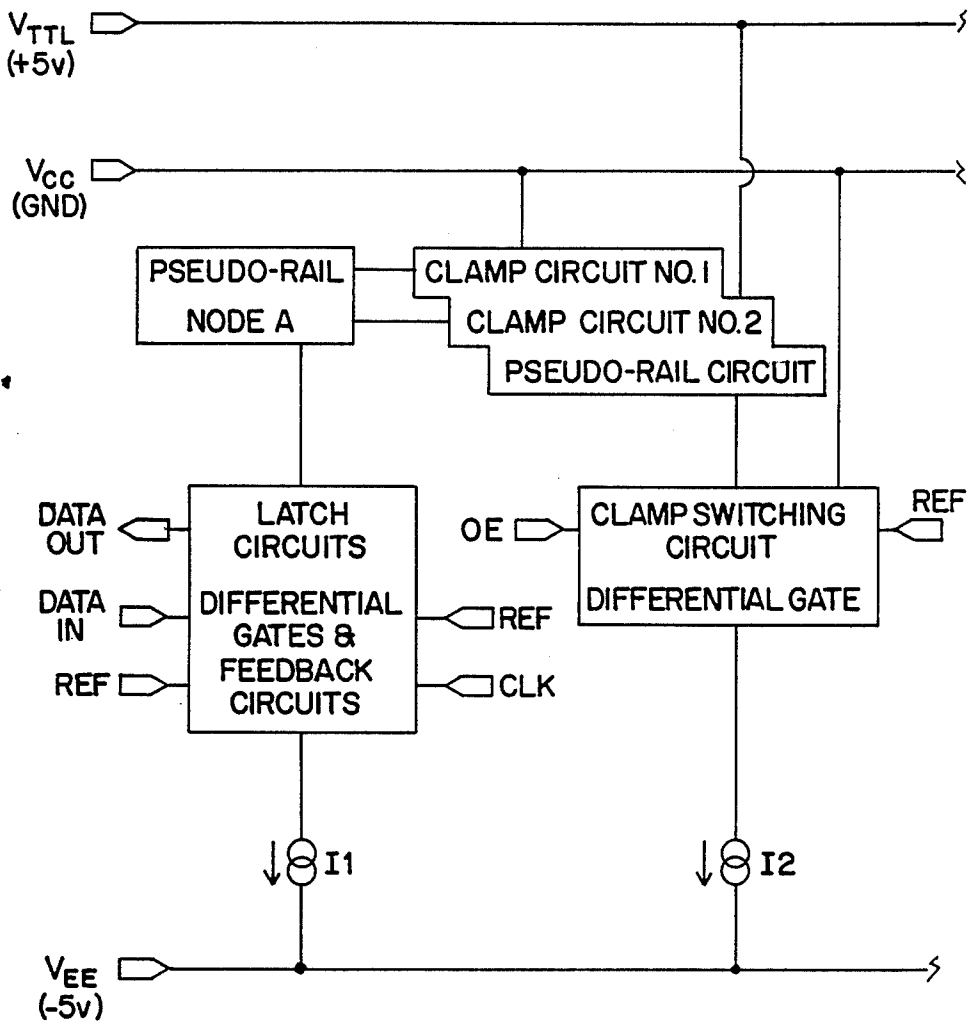 VTTL
(+5v)
VCC
(GND)
PSEUDO-RAIL
NODE A
CLAMP CIRCUIT NO.1
CLAMP CIRCUIT NO.2
PSEUDO-RAIL CIRCUIT
DATA
OUT
LATCH
CIRCUITS
OE
CLAMP SWITCHING
CIRCUIT
DIFFERENTIAL GATE
REF
DATA
IN
DIFFERENTIAL
GATES &
FEEDBACK
CIRCUITS
REF
REF
CLK
I1
I2
VEE
(-5v)